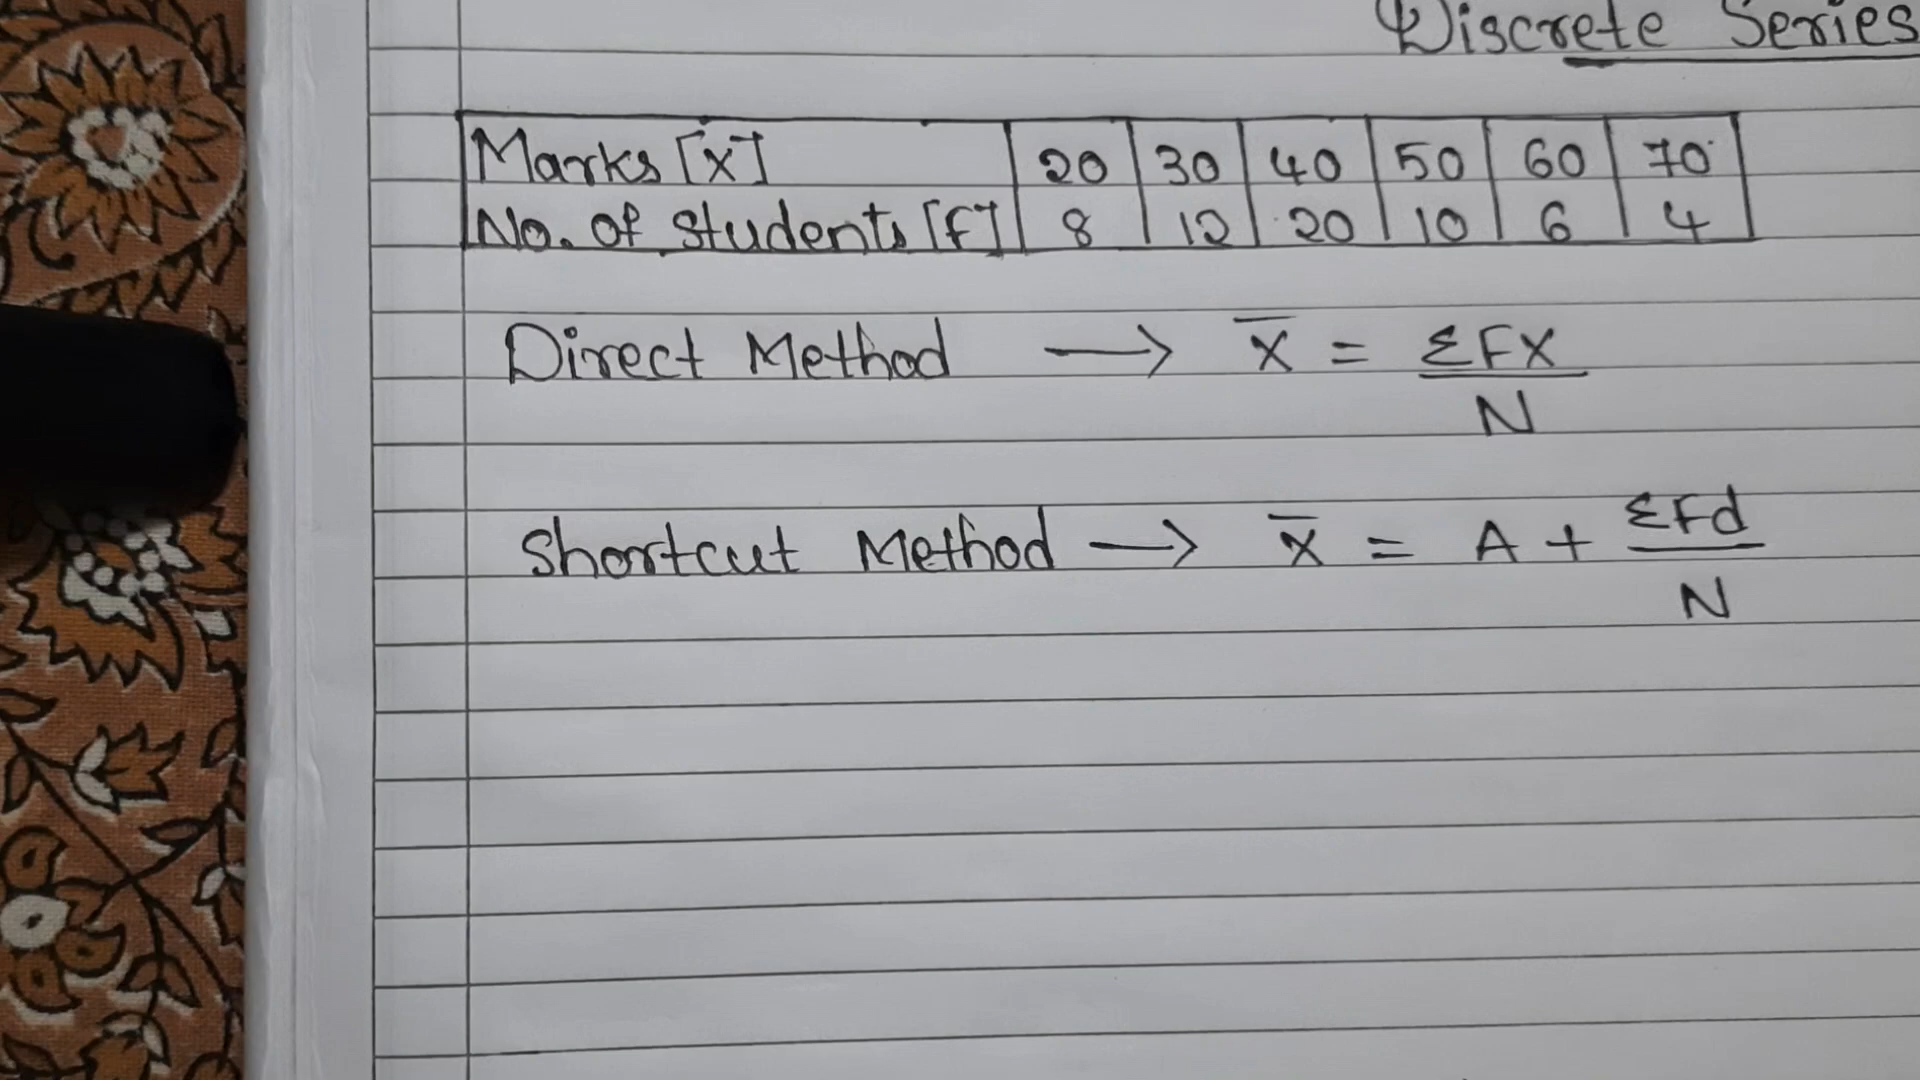 Discrete Series
Marks [X] 20 30 40 50 60 70
No. of students [F] 8 12 20 10 6 4
Direct Method → X̅ = ΣFX / N
Shortcut Method → X̅ = A + ΣFd / N